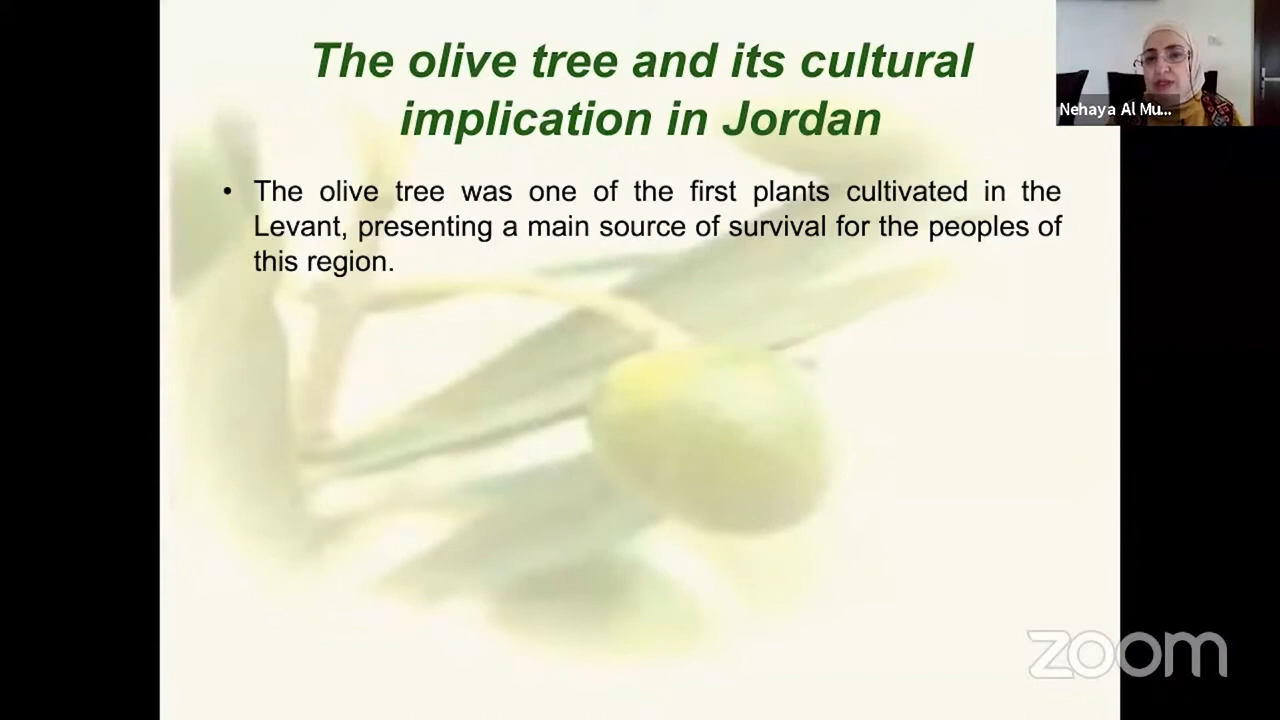 The olive tree and its cultural
implication in Jordan
Nehaya Al Mu...
• The olive tree was one of the first plants cultivated in the
Levant, presenting a main source of survival for the peoples of
this region.
zoom